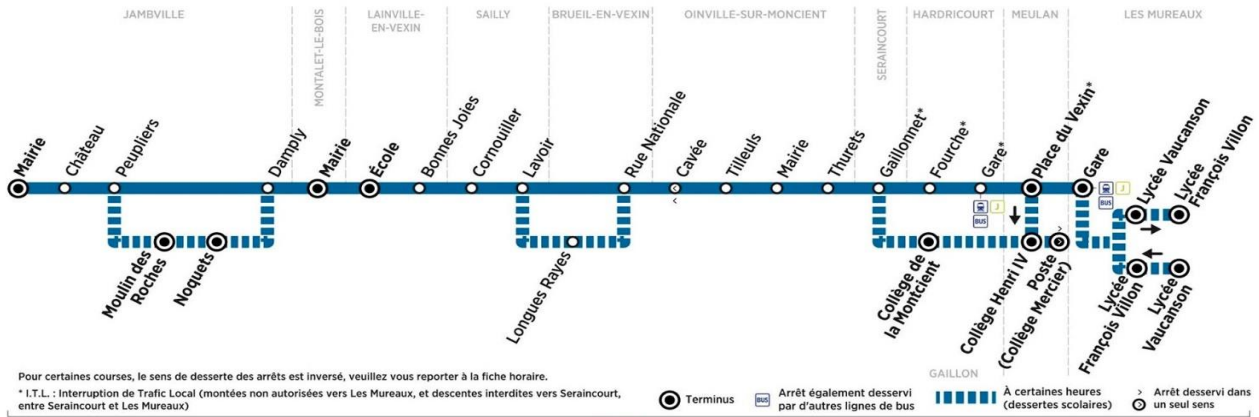 JAMBVILLE
MONTALET-LE-BOIS
LAINVILLE-
EN-VEXIN
SAILLY
BRUEIL-EN-VEXIN
OINVILLE-SUR-MONCIENT
SERAINCOURT
HARDRICOURT
MEULAN
LES MUREAUX
Mairie
Château
Peupliers
Damply
Mairie
École
Bonnes Joies
Cornouiller
Lavoir
Rue Nationale
Cavée
Tilleuls
Mairie
Thurets
Gaillonnet*
Fourche*
Gare*
Place du Vexin*
Gare
Lycée Vaucanson
Lycée
François Villon
J
BUS
J
BUS
Moulin des
Roches
Noquets
Longues Rayes
Collège de
la Montcient
Collège Henri IV
Poste
(Collège Mercier)
Lycée
François Villon
Lycée
Vaucanson
GAILLON
Pour certaines courses, le sens de desserte des arrêts est inversé, veuillez vous reporter à la fiche horaire.
* I.T.L. : Interruption de Trafic Local (montées non autorisées vers Les Mureaux, et descentes interdites vers Seraincourt,
entre Seraincourt et Les Mureaux)
Terminus
BUS
Arrêt également desservi
par d'autres lignes de bus
À certaines heures
(dessertes scolaires)
Arrêt desservi dans
un seul sens